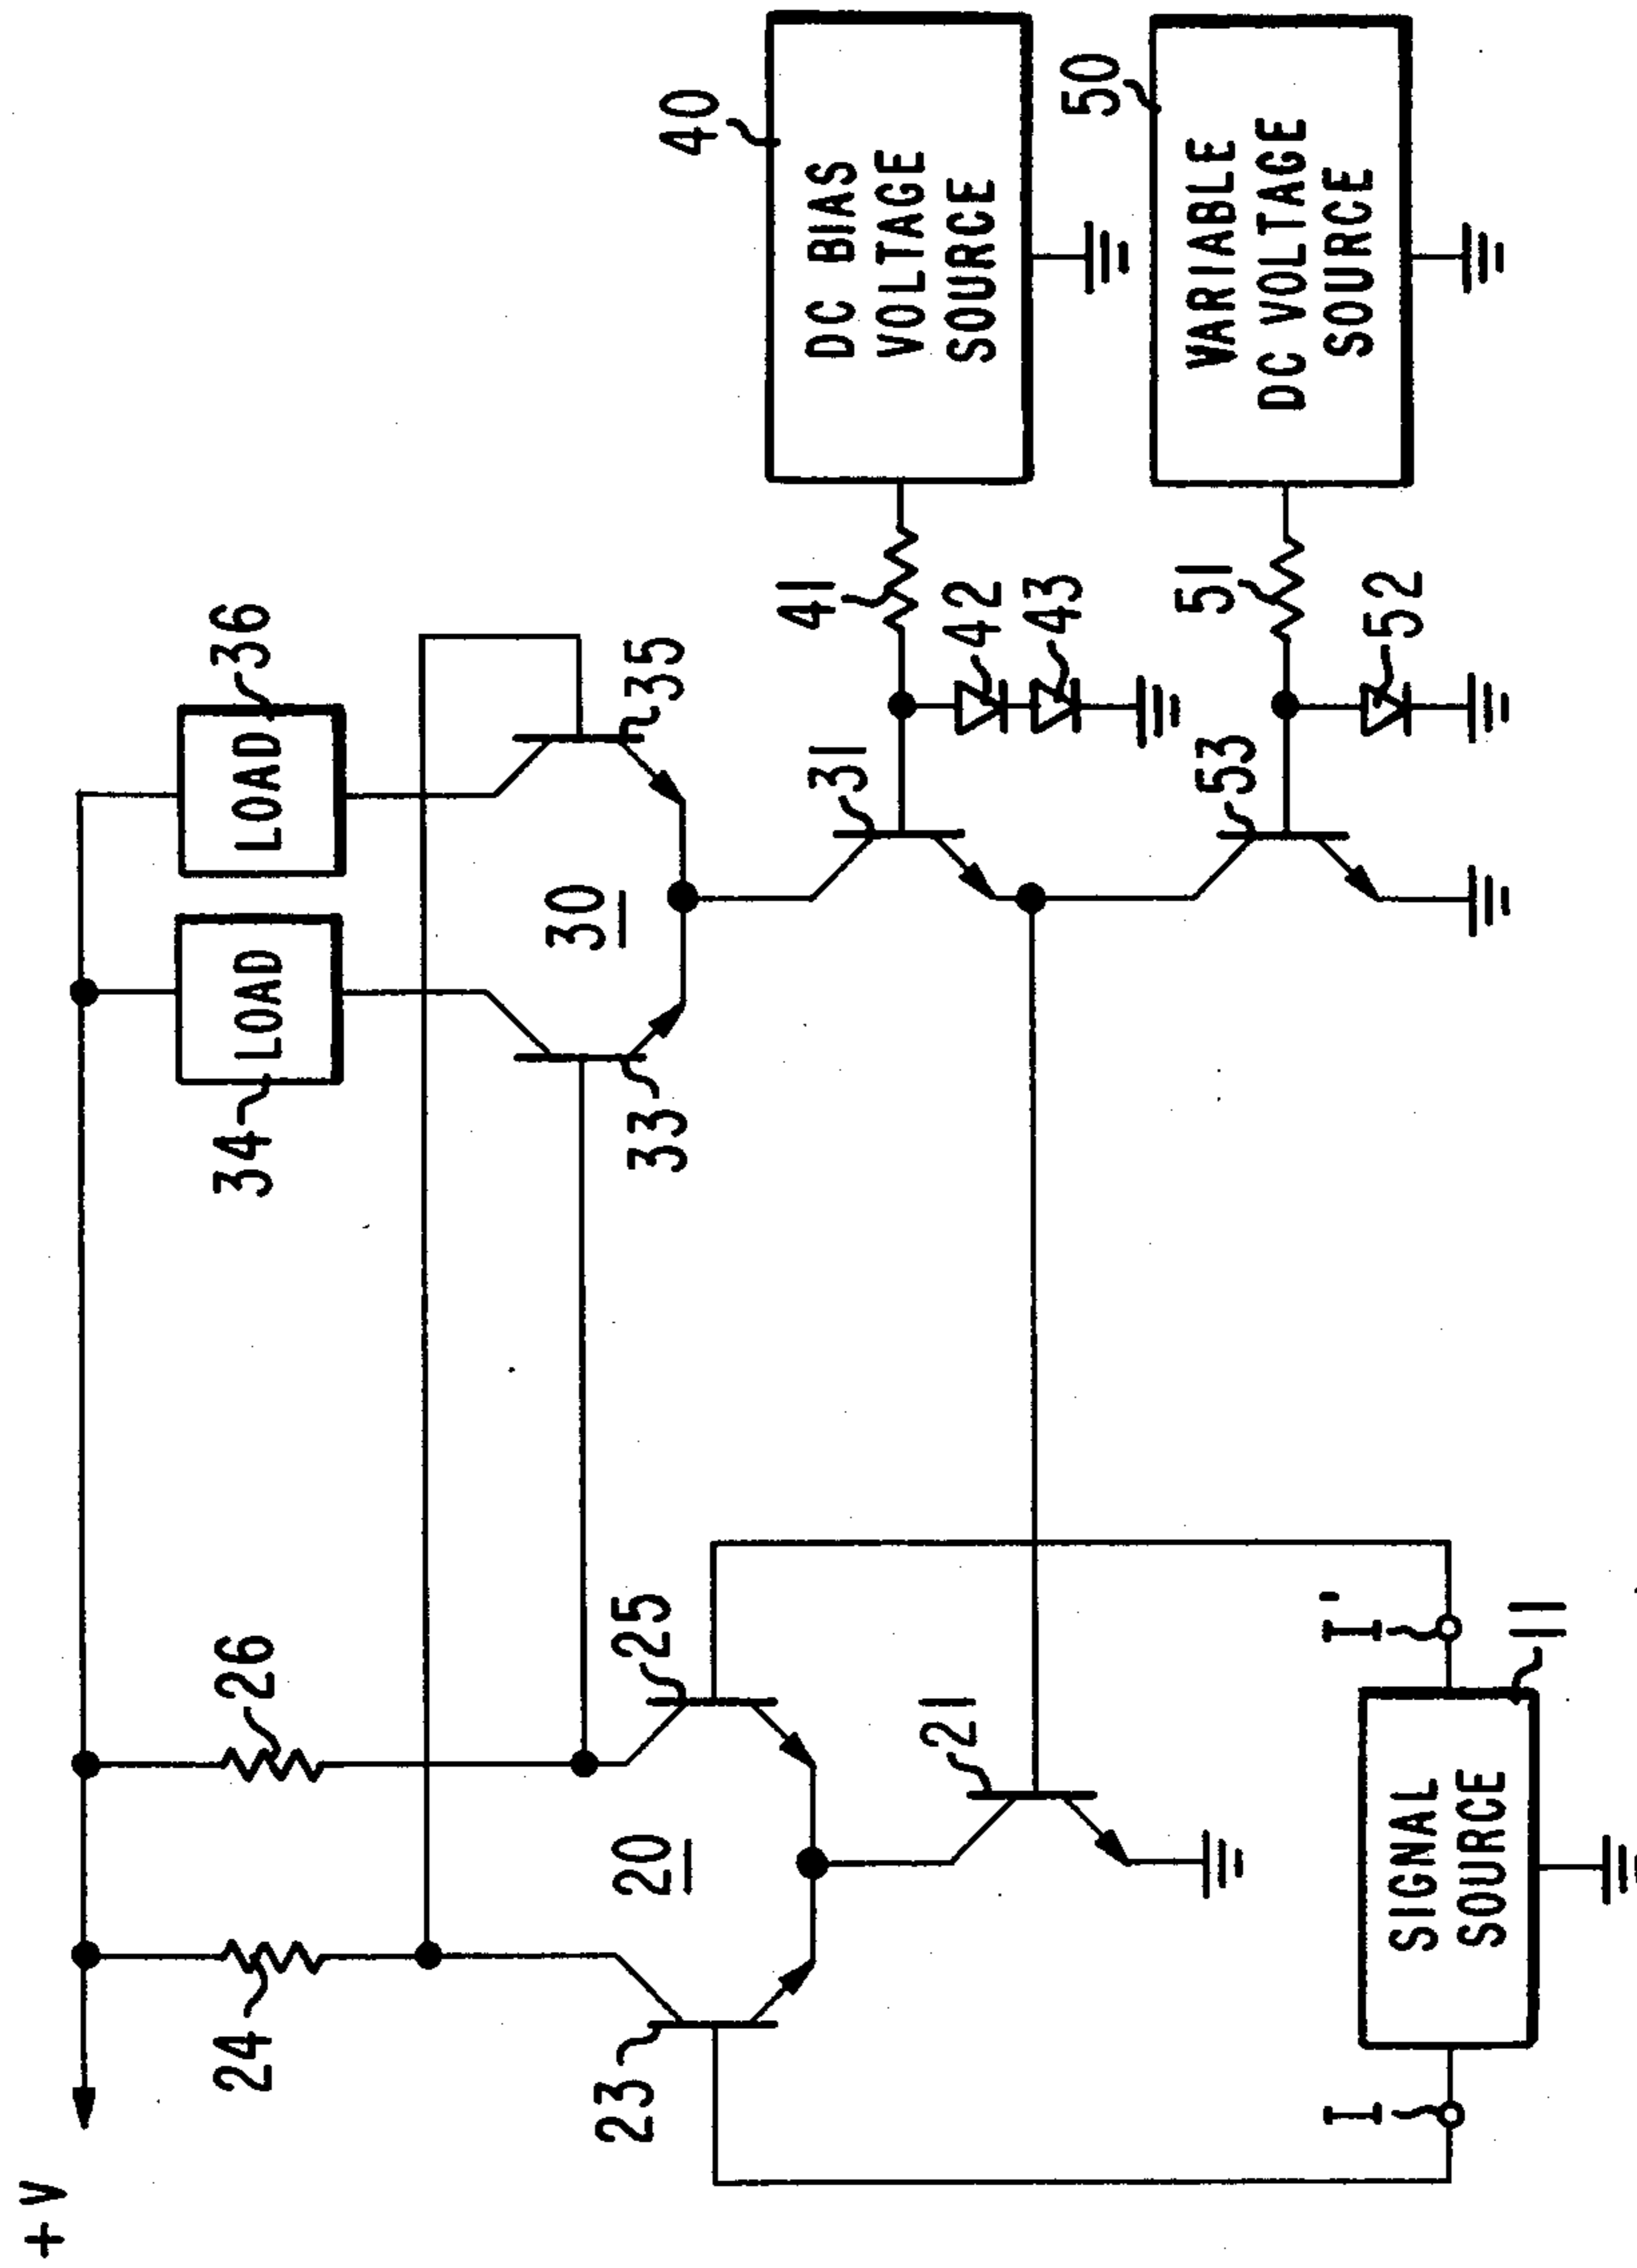 +V
24
26
34
LOAD
LOAD
36
23
20
25
33
30
35
21
31
41
42
43
40
DC BIAS
VOLTAGE
SOURCE
53
51
52
50
VARIABLE
DC VOLTAGE
SOURCE
I
I'
11
SIGNAL
SOURCE